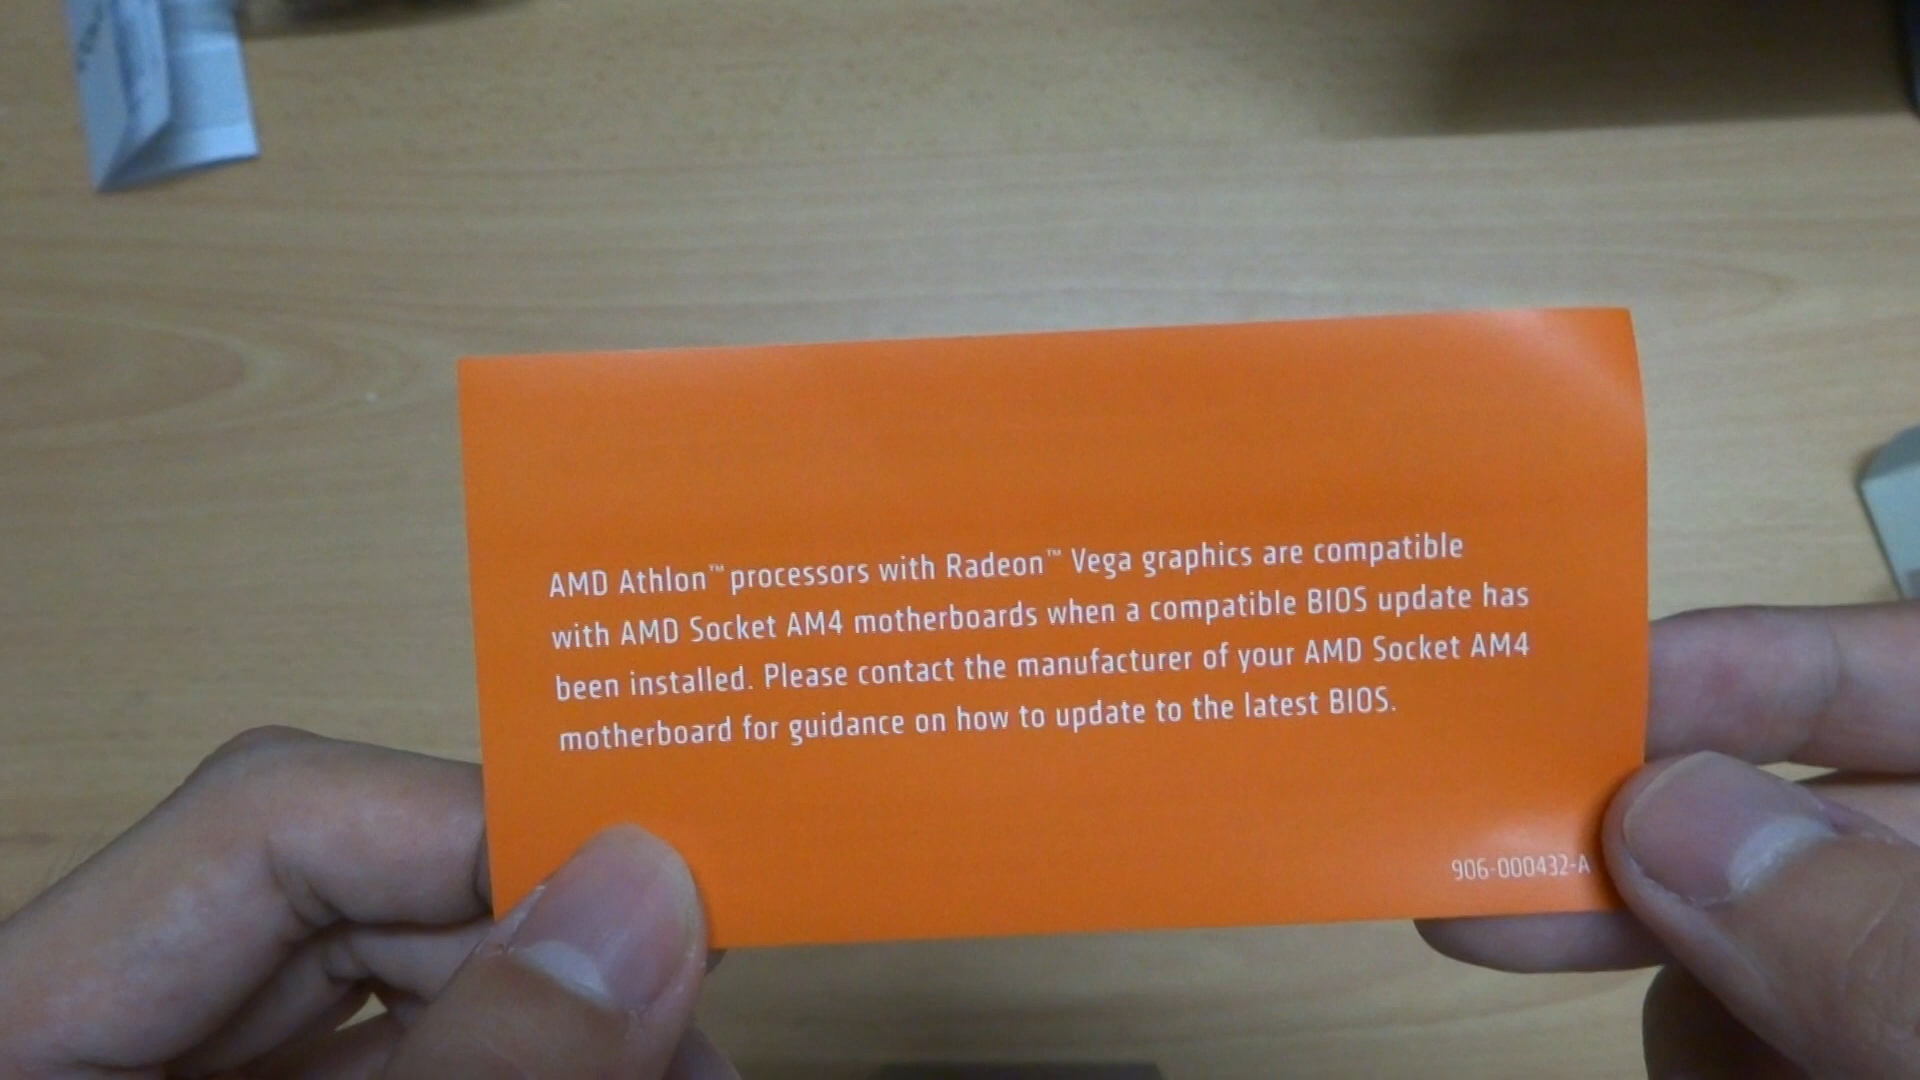 AMD Athlon™ processors with Radeon™ Vega graphics are compatible
with AMD Socket AM4 motherboards when a compatible BIOS update has
been installed. Please contact the manufacturer of your AMD Socket AM4
motherboard for guidance on how to update to the latest BIOS.
906-000432-A